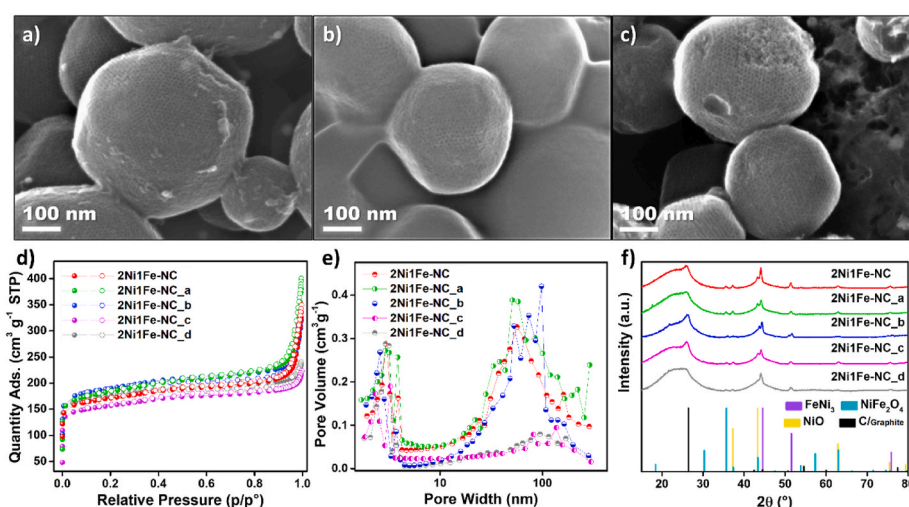 a)
100 nm
b)
100 nm
c)
100 nm
d)
Quantity Ads. (cm³ g⁻¹ STP)
400
350
300
250
200
150
100
50
2Ni1Fe-NC
2Ni1Fe-NC_a
2Ni1Fe-NC_b
2Ni1Fe-NC_c
2Ni1Fe-NC_d
0.0 0.2 0.4 0.6 0.8 1.0
Relative Pressure (p/p°)
e)
Pore Volume (cm³g⁻¹)
0.4
0.3
0.2
0.1
0.0
2Ni1Fe-NC
2Ni1Fe-NC_a
2Ni1Fe-NC_b
2Ni1Fe-NC_c
2Ni1Fe-NC_d
10 100
Pore Width (nm)
f)
Intensity (a.u.)
2Ni1Fe-NC
2Ni1Fe-NC_a
2Ni1Fe-NC_b
2Ni1Fe-NC_c
2Ni1Fe-NC_d
FeNi₃ NiFe₂O₄
NiO C/Graphite
20 30 40 50 60 70 80
2θ (°)